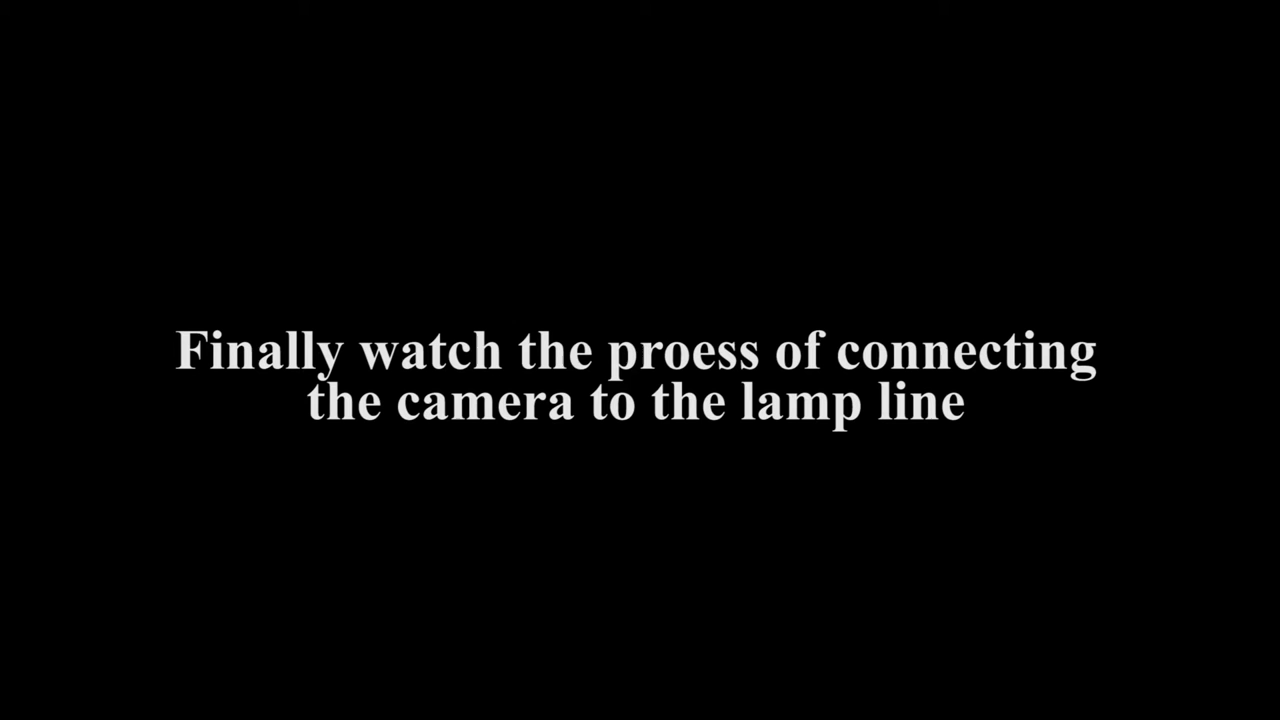 Finally watch the proess of connecting
the camera to the lamp line